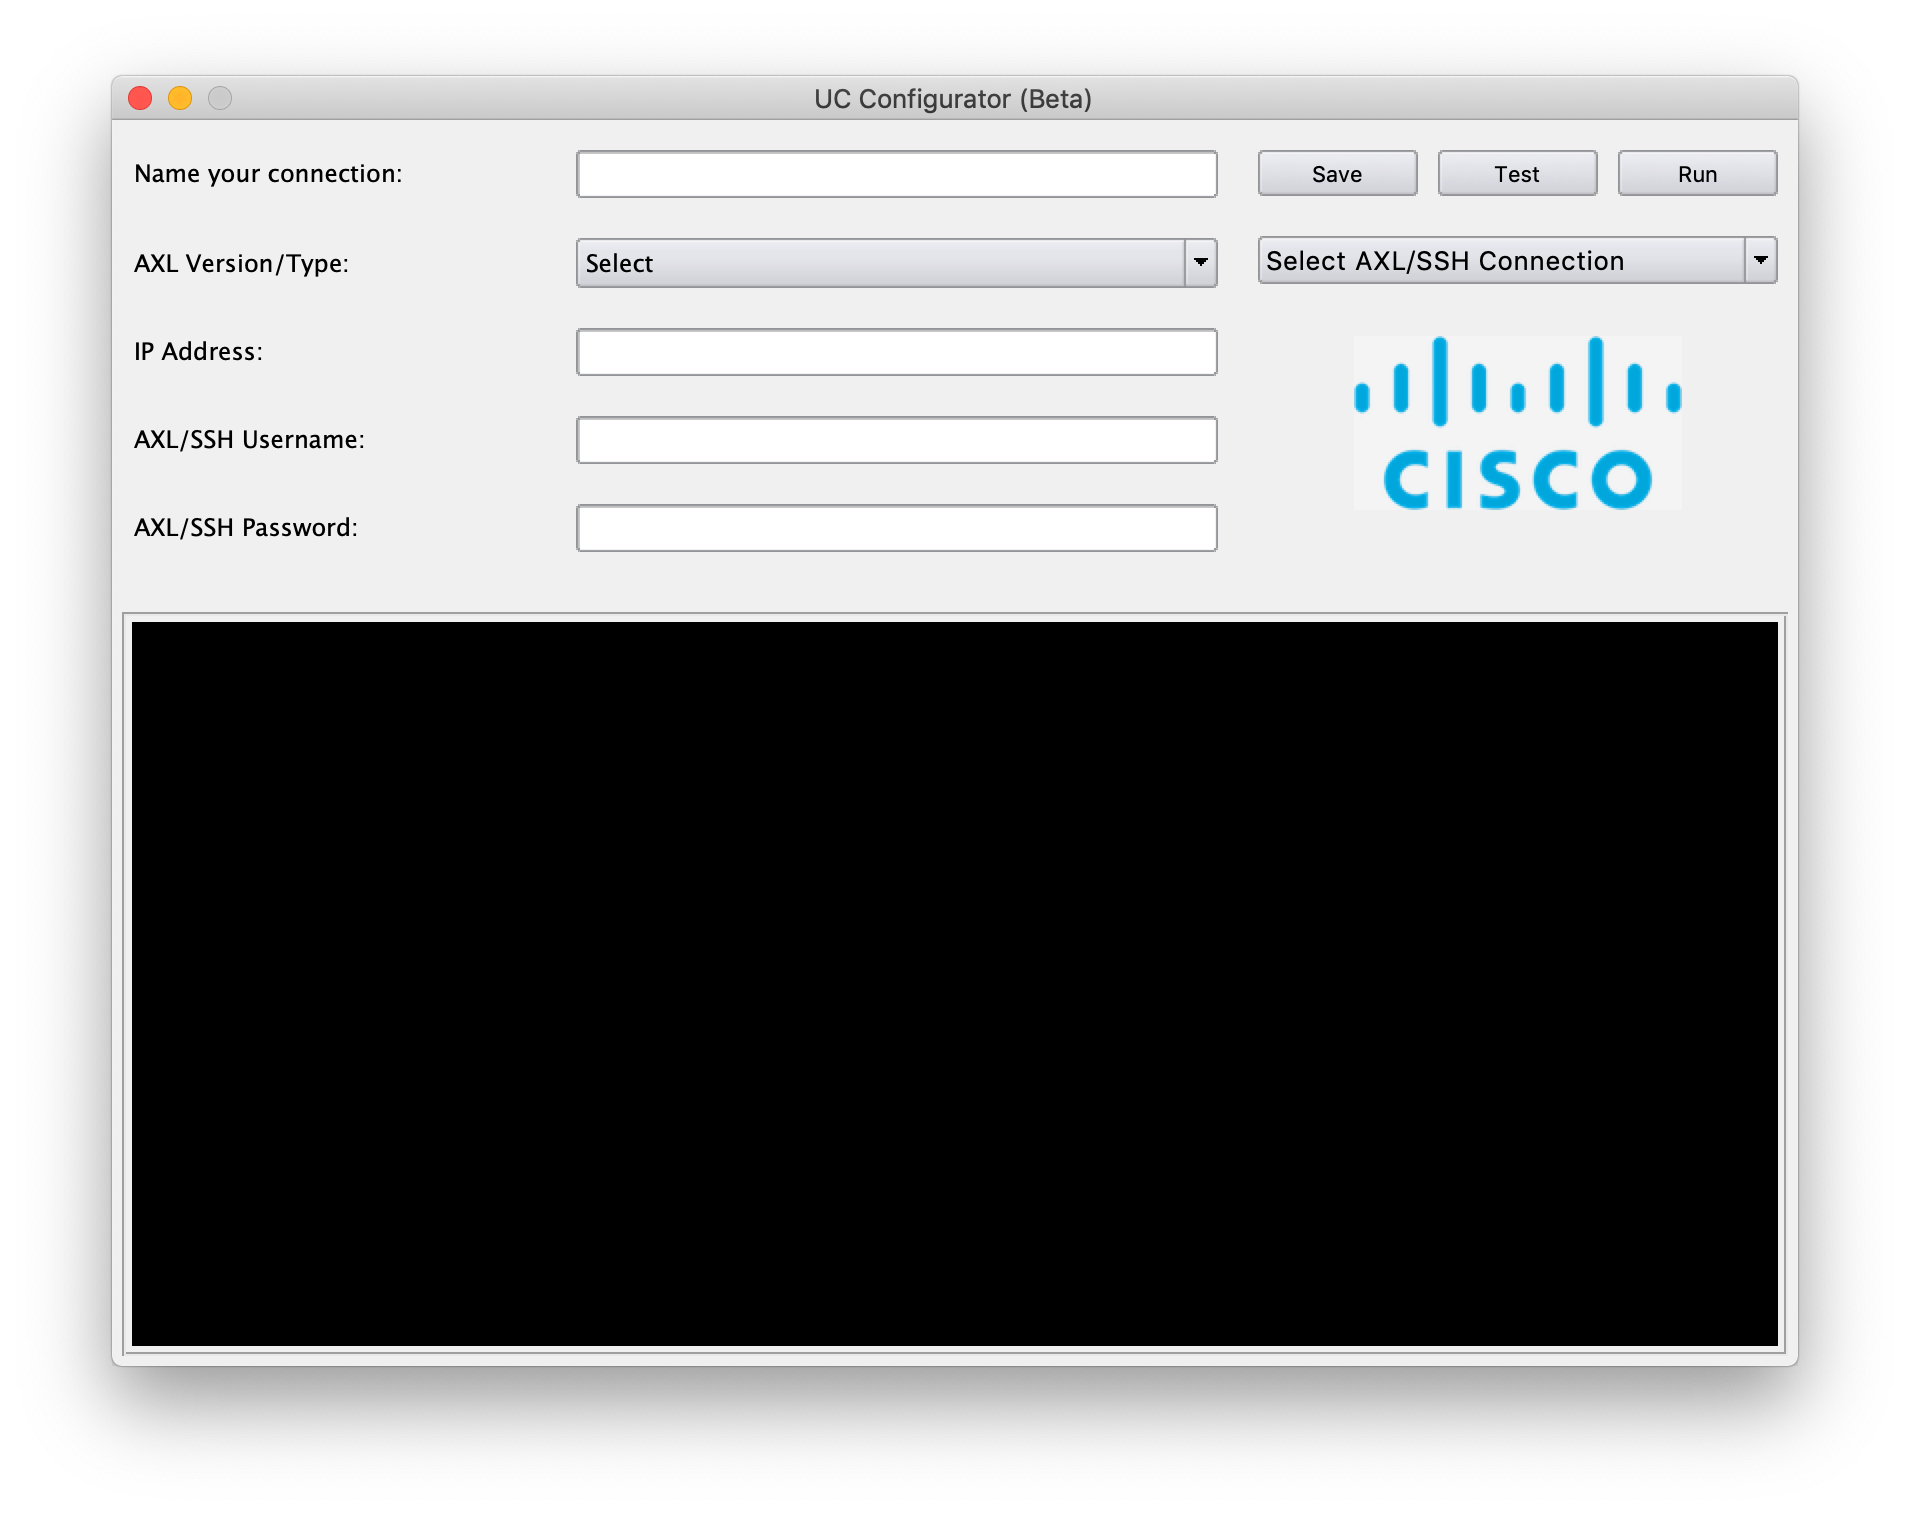 UC Configurator (Beta)
Name your connection:
Save
Test
Run
AXL Version/Type:
Select
Select AXL/SSH Connection
IP Address:
CISCO
AXL/SSH Username:
AXL/SSH Password: